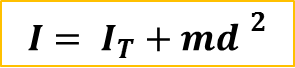 I = I_T + md ²